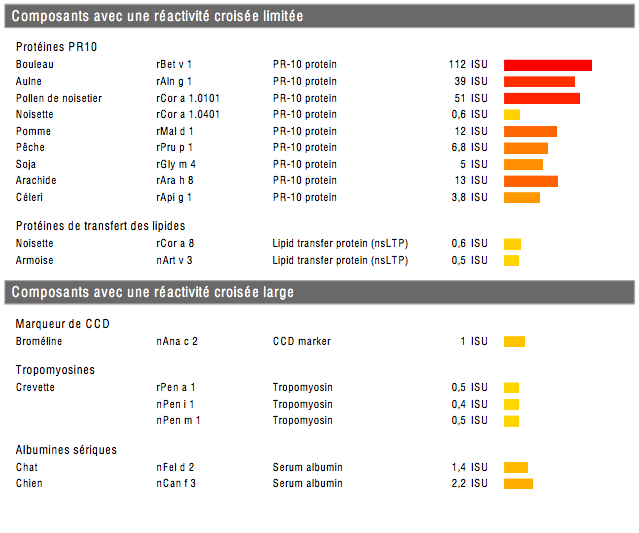 Composants avec une réactivité croisée limitée
Protéines PR10
Bouleau rBet v 1 PR-10 protein 112 ISU
Aulne rAln g 1 PR-10 protein 39 ISU
Pollen de noisetier rCor a 1.0101 PR-10 protein 51 ISU
Noisette rCor a 1.0401 PR-10 protein 0,6 ISU
Pomme rMal d 1 PR-10 protein 12 ISU
Pêche rPru p 1 PR-10 protein 6,8 ISU
Soja rGly m 4 PR-10 protein 5 ISU
Arachide rAra h 8 PR-10 protein 13 ISU
Céleri rApi g 1 PR-10 protein 3,8 ISU
Protéines de transfert des lipides
Noisette rCor a 8 Lipid transfer protein (nsLTP) 0,6 ISU
Armoise nArt v 3 Lipid transfer protein (nsLTP) 0,5 ISU
Composants avec une réactivité croisée large
Marqueur de CCD
Broméline nAna c 2 CCD marker 1 ISU
Tropomyosines
Crevette rPen a 1 Tropomyosin 0,5 ISU
nPen i 1 Tropomyosin 0,4 ISU
nPen m 1 Tropomyosin 0,5 ISU
Albumines sériques
Chat nFel d 2 Serum albumin 1,4 ISU
Chien nCan f 3 Serum albumin 2,2 ISU